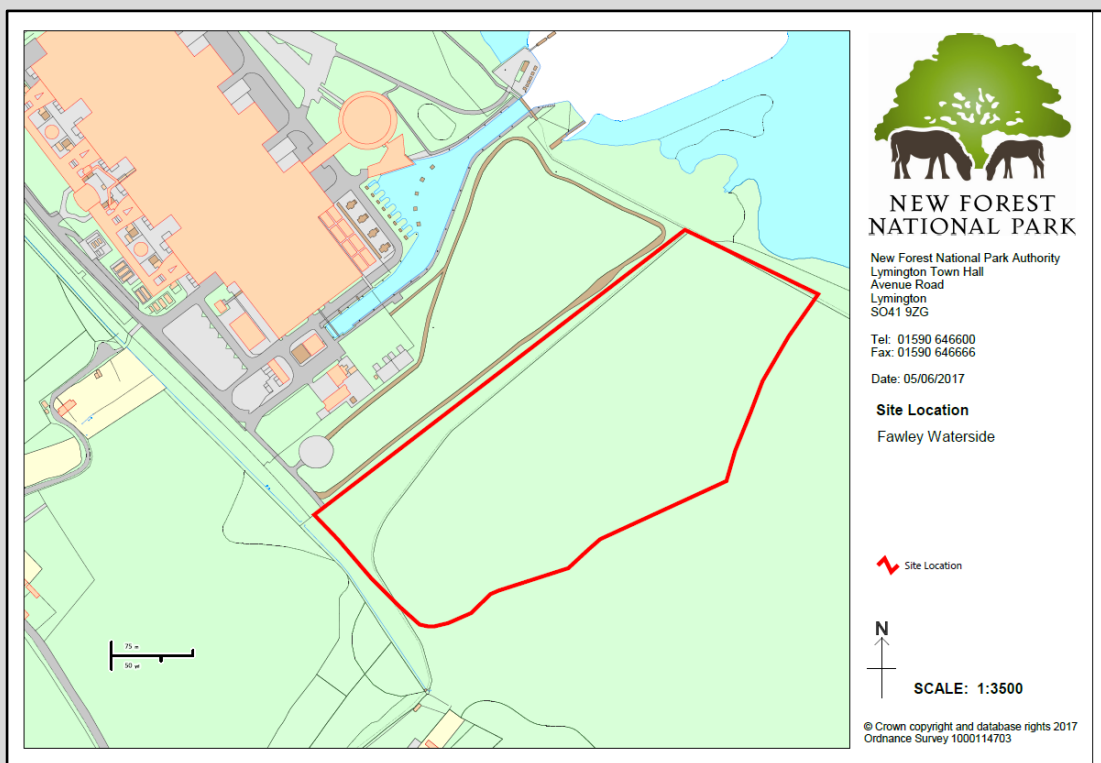 NEW FOREST
NATIONAL PARK
New Forest National Park Authority
Lymington Town Hall
Avenue Road
Lymington
SO41 9ZG
Tel: 01590 646600
Fax: 01590 646666
Date: 05/06/2017
Site Location
Fawley Waterside
Site Location
75 m
N
SCALE: 1:3500
© Crown copyright and database rights 2017
Ordnance Survey 1000114703